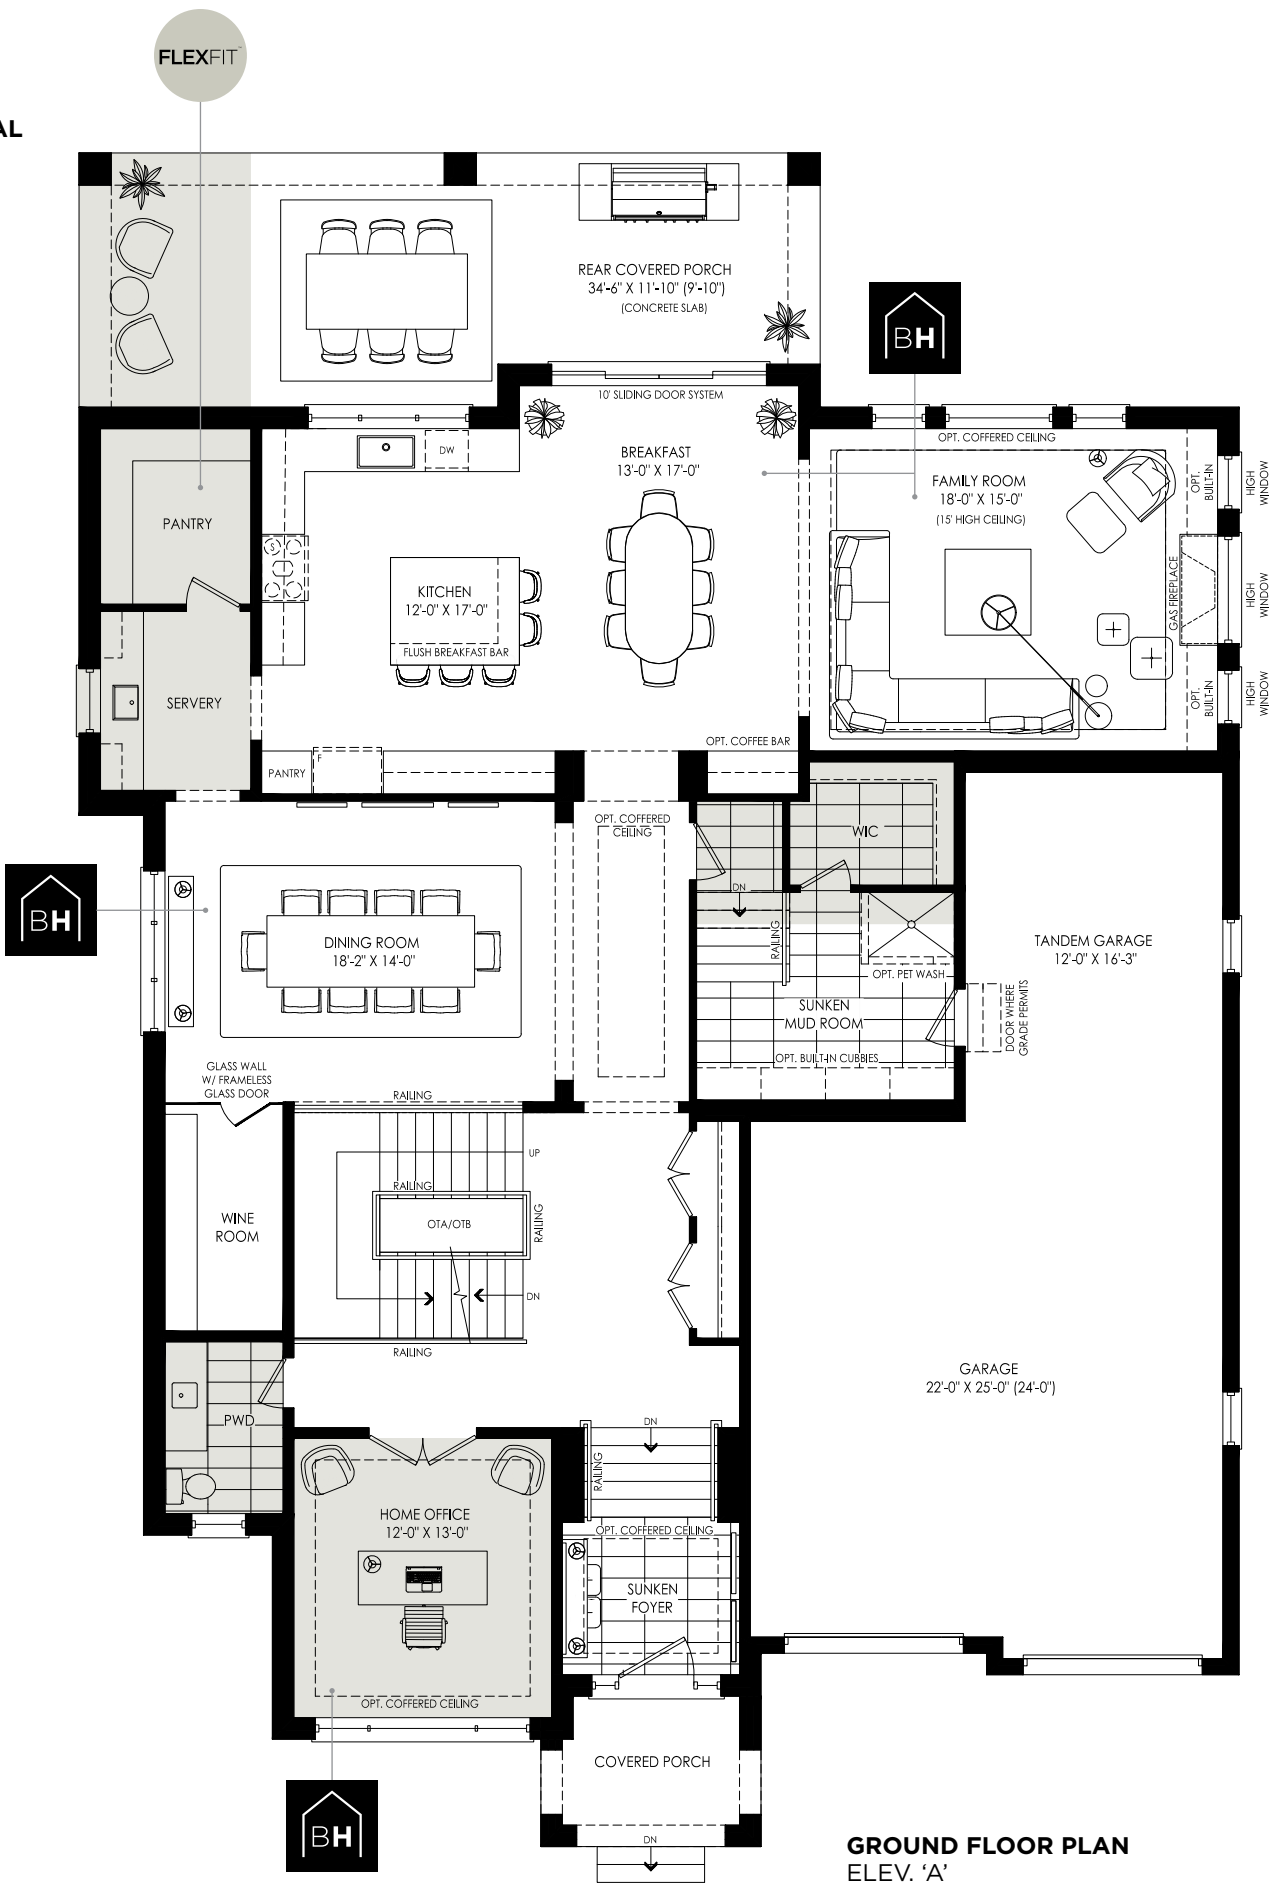 FLEXFIT™
AL
REAR COVERED PORCH
34'-6" X 11'-10" (9'-10")
(CONCRETE SLAB)
BH
10' SLIDING DOOR SYSTEM
OPT. COFFERED CEILING
DW
BREAKFAST
13'-0" X 17'-0"
FAMILY ROOM
18'-0" X 15'-0"
(15' HIGH CEILING)
OPT.
BUILT-IN
HIGH
WINDOW
PANTRY
S
KITCHEN
12'-0" X 17'-0"
FLUSH BREAKFAST BAR
GAS FIREPLACE
HIGH
WINDOW
SERVERY
OPT.
BUILT-IN
HIGH
WINDOW
OPT. COFFEE BAR
PANTRY
F
OPT. COFFERED
CEILING
WIC
BH
DN
RAILING
DINING ROOM
18'-2" X 14'-0"
TANDEM GARAGE
12'-0" X 16'-3"
OPT. PET WASH
SUNKEN
MUD ROOM
DOOR WHERE
GRADE PERMITS
OPT. BUILT-IN CUBBIES
GLASS WALL
W/ FRAMELESS
GLASS DOOR
RAILING
UP
RAILING
OTA/OTB
RAILING
WINE
ROOM
DN
RAILING
GARAGE
22'-0" X 25'-0" (24'-0")
PWD
DN
RAILING
HOME OFFICE
12'-0" X 13'-0"
OPT. COFFERED CEILING
SUNKEN
FOYER
OPT. COFFERED CEILING
COVERED PORCH
BH
DN
GROUND FLOOR PLAN
ELEV. ‘A’